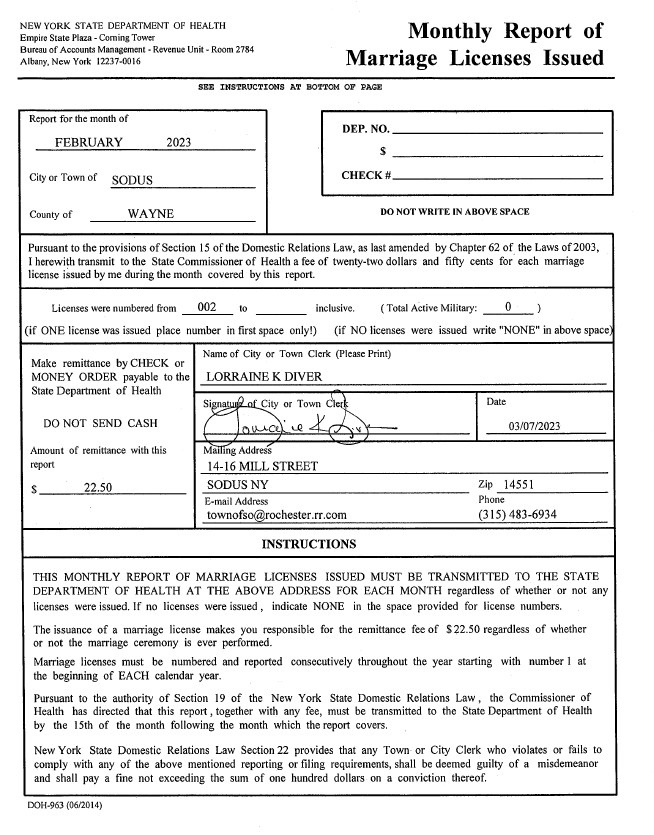 NEW YORK STATE DEPARTMENT OF HEALTH
Empire State Plaza - Corning Tower
Bureau of Accounts Management - Revenue Unit - Room 2784
Albany, New York 12237-0016
Monthly Report of
Marriage Licenses Issued
SEE INSTRUCTIONS AT BOTTOM OF PAGE
Report for the month of
FEBRUARY 2023
City or Town of SODUS
County of WAYNE
DEP. NO.
$
CHECK #
DO NOT WRITE IN ABOVE SPACE
Pursuant to the provisions of Section 15 of the Domestic Relations Law, as last amended by Chapter 62 of the Laws of 2003,
I herewith transmit to the State Commissioner of Health a fee of twenty-two dollars and fifty cents for each marriage
license issued by me during the month covered by this report.
Licenses were numbered from 002 to inclusive. ( Total Active Military: 0 )
(if ONE license was issued place number in first space only!) (if NO licenses were issued write "NONE" in above space)
Make remittance by CHECK or
MONEY ORDER payable to the
State Department of Health
DO NOT SEND CASH
Amount of remittance with this
report
$ 22.50
Name of City or Town Clerk (Please Print)
LORRAINE K DIVER
Signature of City or Town Clerk
Lorraine K Diver
Date
03/07/2023
Mailing Address
14-16 MILL STREET
SODUS NY Zip 14551
E-mail Address Phone
townofso@rochester.rr.com (315) 483-6934
INSTRUCTIONS
THIS MONTHLY REPORT OF MARRIAGE LICENSES ISSUED MUST BE TRANSMITTED TO THE STATE
DEPARTMENT OF HEALTH AT THE ABOVE ADDRESS FOR EACH MONTH regardless of whether or not any
licenses were issued. If no licenses were issued , indicate NONE in the space provided for license numbers.
The issuance of a marriage license makes you responsible for the remittance fee of $22.50 regardless of whether
or not the marriage ceremony is ever performed.
Marriage licenses must be numbered and reported consecutively throughout the year starting with number 1 at
the beginning of EACH calendar year.
Pursuant to the authority of Section 19 of the New York State Domestic Relations Law , the Commissioner of
Health has directed that this report , together with any fee, must be transmitted to the State Department of Health
by the 15th of the month following the month which the report covers.
New York State Domestic Relations Law Section 22 provides that any Town or City Clerk who violates or fails to
comply with any of the above mentioned reporting or filing requirements, shall be deemed guilty of a misdemeanor
and shall pay a fine not exceeding the sum of one hundred dollars on a conviction thereof.
DOH-963 (06/2014)